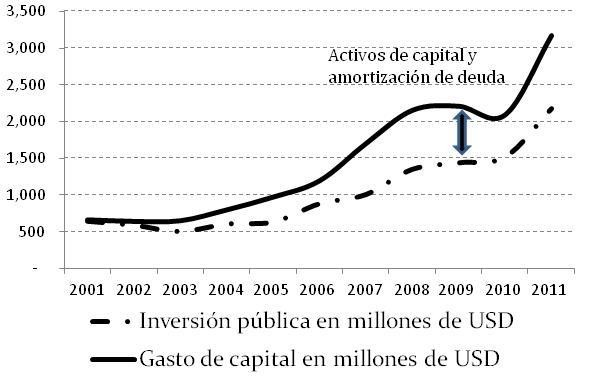 3,500
3,000
2,500
2,000
1,500
1,000
500
-
Activos de capital y
amortización de deuda
2001 2002 2003 2004 2005 2006 2007 2008 2009 2010 2011
Inversión pública en millones de USD
Gasto de capital en millones de USD